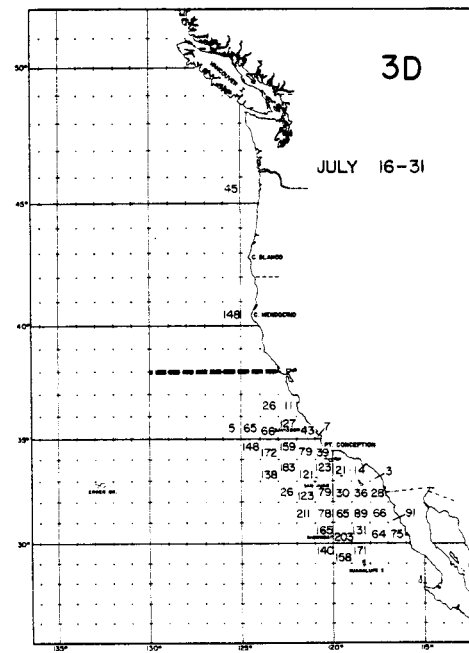 3D
50°
VANCOUVER I.
JULY 16-31
45
45°
C. BLANCO
148
C. MENDOCINO
40°
26 11
127
5 65 66 43 7
35°
148 159
PT. CONCEPTION
172 79 39
183 123
138 121 21 14 3
26 123 79 30 36 28
211 78 65 89 66 91
165 131 64 75
203
30°
140 158 171
GUADALUPE I.
135° 130° 125° 120° 115°